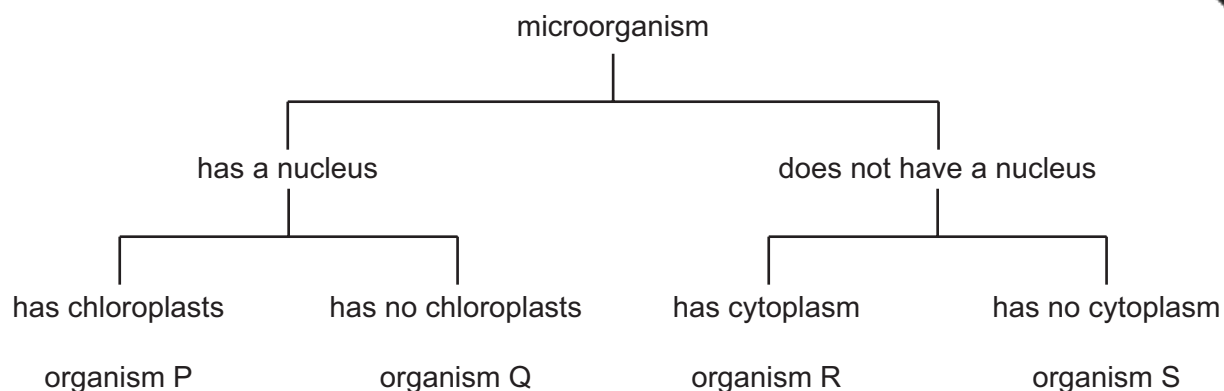 microorganism
has a nucleus
does not have a nucleus
has chloroplasts
has no chloroplasts
has cytoplasm
has no cytoplasm
organism P
organism Q
organism R
organism S